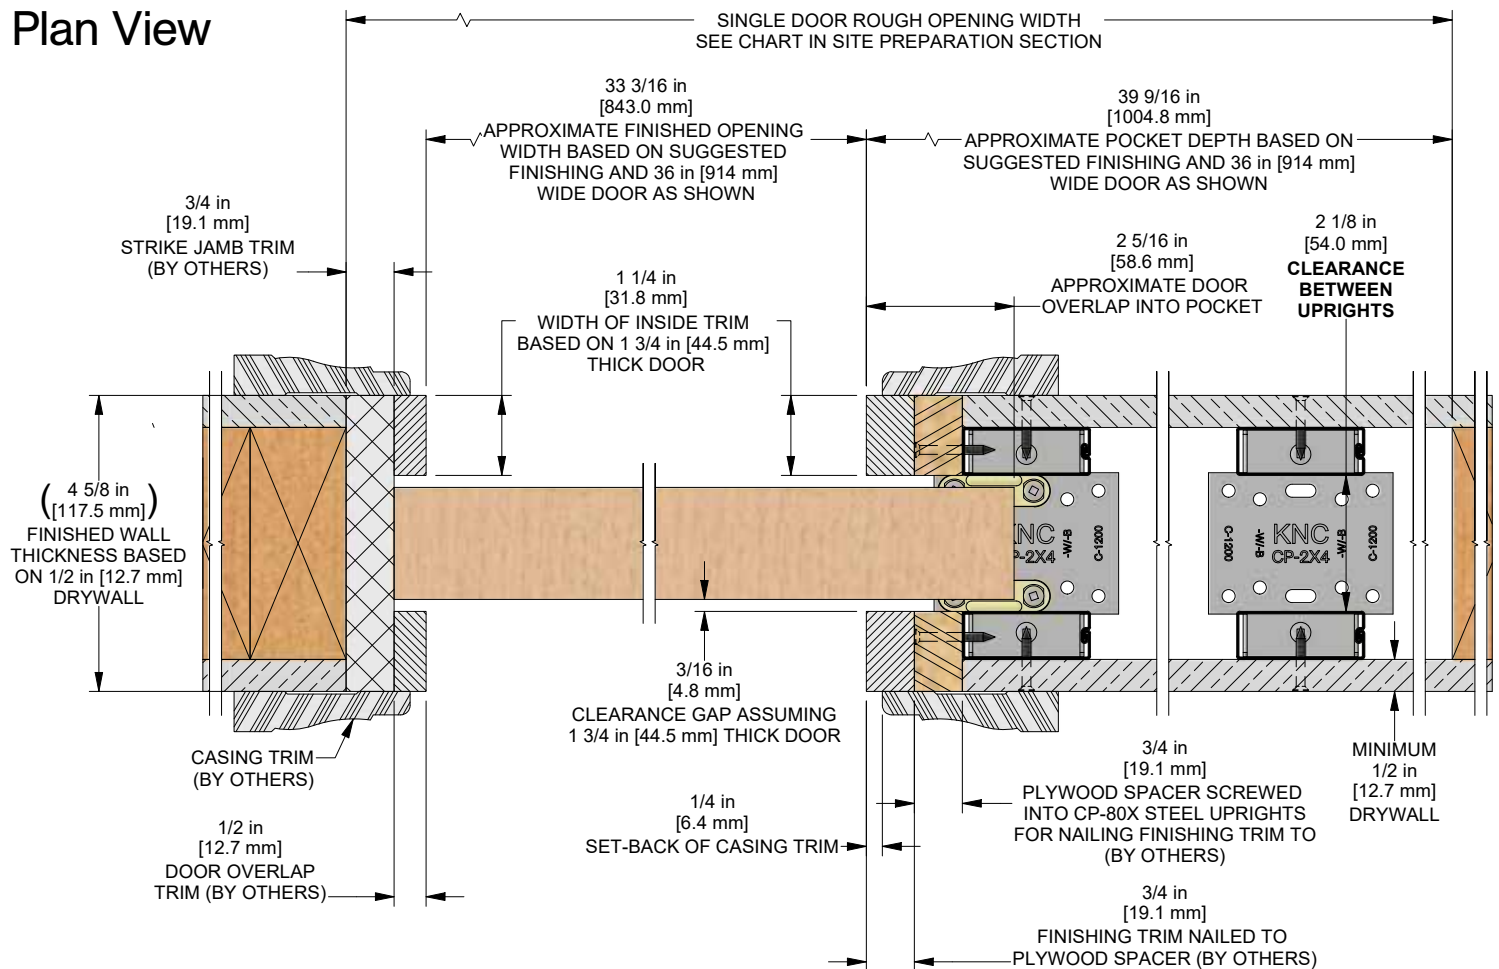 Plan View
SINGLE DOOR ROUGH OPENING WIDTH
SEE CHART IN SITE PREPARATION SECTION
33 3/16 in
[843.0 mm]
APPROXIMATE FINISHED OPENING
WIDTH BASED ON SUGGESTED
FINISHING AND 36 in [914 mm]
WIDE DOOR AS SHOWN
39 9/16 in
[1004.8 mm]
APPROXIMATE POCKET DEPTH BASED ON
SUGGESTED FINISHING AND 36 in [914 mm]
WIDE DOOR AS SHOWN
3/4 in
[19.1 mm]
STRIKE JAMB TRIM
(BY OTHERS)
1 1/4 in
[31.8 mm]
WIDTH OF INSIDE TRIM
BASED ON 1 3/4 in [44.5 mm]
THICK DOOR
2 5/16 in
[58.6 mm]
APPROXIMATE DOOR
OVERLAP INTO POCKET
2 1/8 in
[54.0 mm]
CLEARANCE
BETWEEN
UPRIGHTS
(4 5/8 in
[117.5 mm])
FINISHED WALL
THICKNESS BASED
ON 1/2 in [12.7 mm]
DRYWALL
KNC
CP-2X4
-W/-B
C-1200
C-1200
-W/-B
KNC
CP-2X4
-W/-B
C-1200
3/16 in
[4.8 mm]
CLEARANCE GAP ASSUMING
1 3/4 in [44.5 mm] THICK DOOR
CASING TRIM
(BY OTHERS)
1/2 in
[12.7 mm]
DOOR OVERLAP
TRIM (BY OTHERS)
1/4 in
[6.4 mm]
SET-BACK OF CASING TRIM
3/4 in
[19.1 mm]
PLYWOOD SPACER SCREWED
INTO CP-80X STEEL UPRIGHTS
FOR NAILING FINISHING TRIM TO
(BY OTHERS)
MINIMUM
1/2 in
[12.7 mm]
DRYWALL
3/4 in
[19.1 mm]
FINISHING TRIM NAILED TO
PLYWOOD SPACER (BY OTHERS)